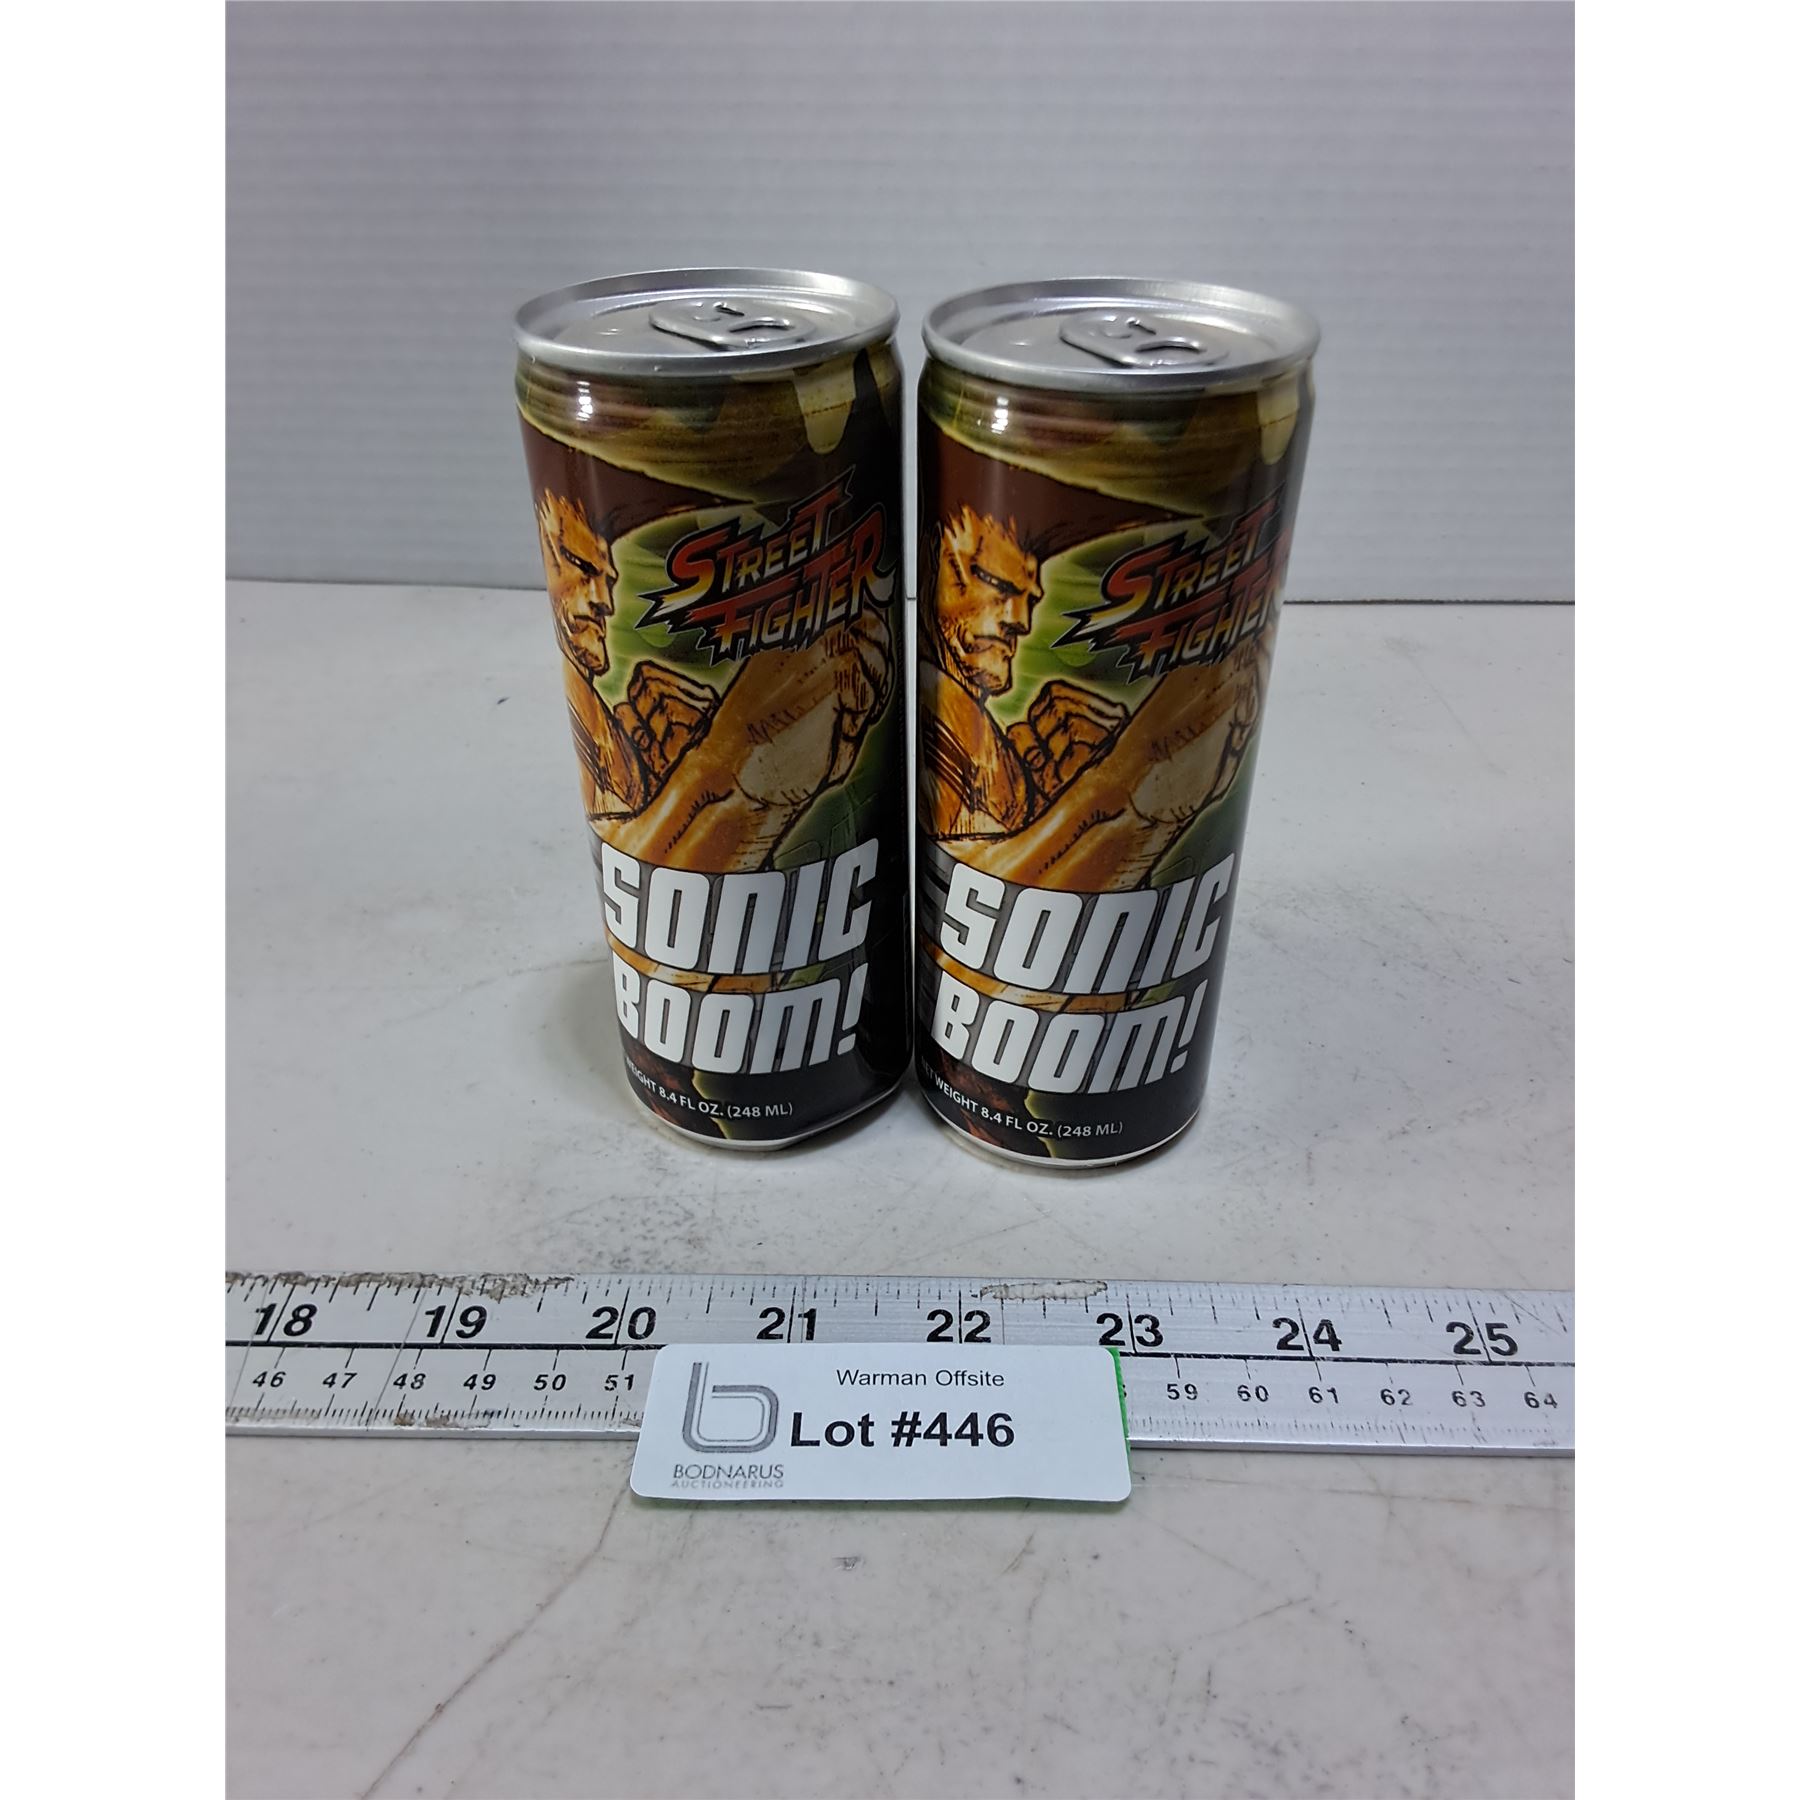 STREET
FIGHTER
SONIC
BOOM!
WEIGHT 8.4 FL OZ. (248 ML)
STREET
FIGHTER
SONIC
BOOM!
NET WEIGHT 8.4 FL OZ. (248 ML)
18 19 20 21 22 23 24 25
46 47 48 49 50 51 59 60 61 62 63 64
Warman Offsite
Lot #446
BODNARUS
AUCTIONEERING